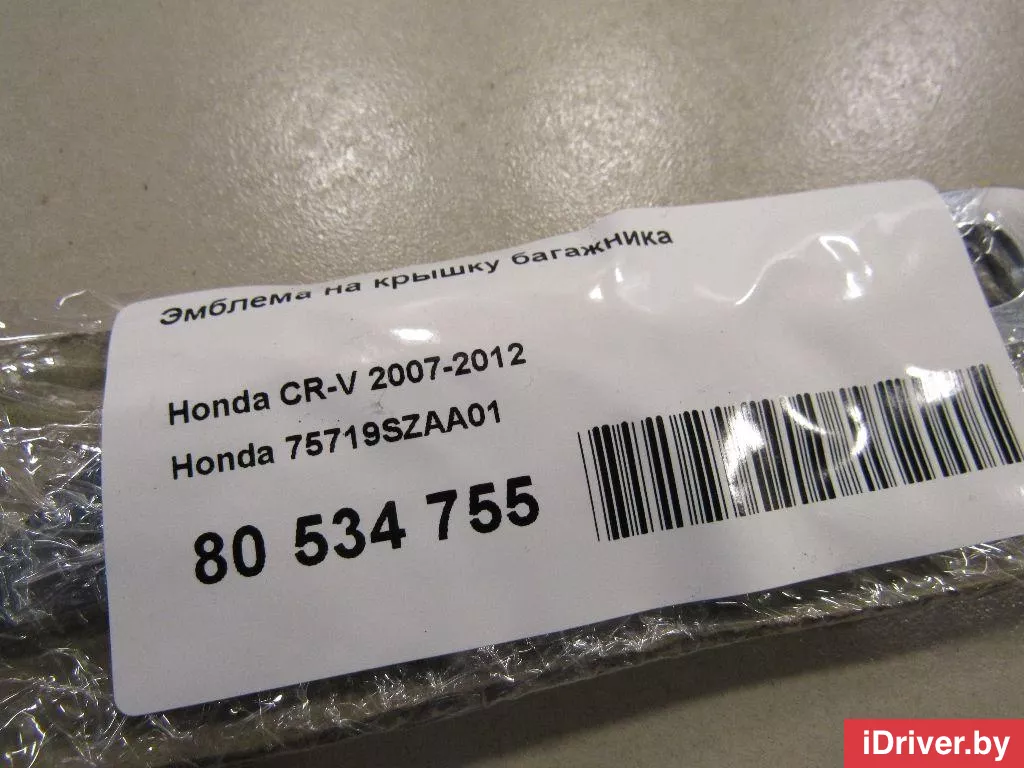 Эмблема на крышку багажника
Honda CR-V 2007-2012
Honda 75719SZAA01
80 534 755
iDriver.by